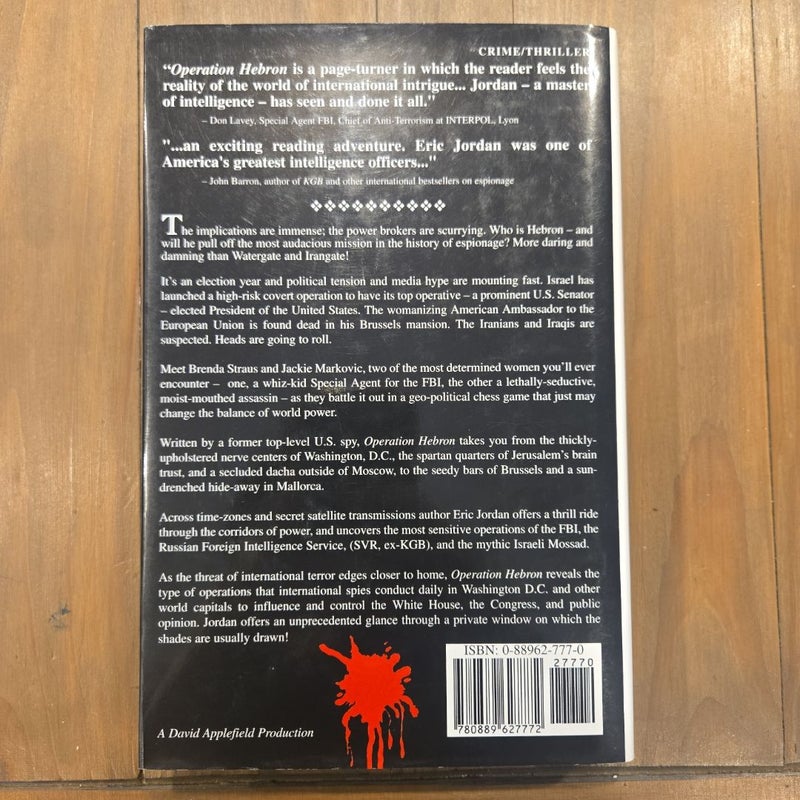 CRIME/THRILLER
"Operation Hebron is a page-turner in which the reader feels the
reality of the world of international intrigue... Jordan – a master
of intelligence – has seen and done it all."
– Don Lavey, Special Agent FBI, Chief of Anti-Terrorism at INTERPOL, Lyon
"...an exciting reading adventure. Eric Jordan was one of
America's greatest intelligence officers..."
– John Barron, author of KGB and other international bestsellers on espionage
The implications are immense; the power brokers are scurrying. Who is Hebron – and
will he pull off the most audacious mission in the history of espionage? More daring and
damning than Watergate and Irangate!
It's an election year and political tension and media hype are mounting fast. Israel has
launched a high-risk covert operation to have its top operative – a prominent U.S. Senator
– elected President of the United States. The womanizing American Ambassador to the
European Union is found dead in his Brussels mansion. The Iranians and Iraqis are
suspected. Heads are going to roll.
Meet Brenda Straus and Jackie Markovic, two of the most determined women you'll ever
encounter – one, a whiz-kid Special Agent for the FBI, the other a lethally-seductive,
moist-mouthed assassin – as they battle it out in a geo-political chess game that just may
change the balance of world power.
Written by a former top-level U.S. spy, Operation Hebron takes you from the thickly-
upholstered nerve centers of Washington, D.C., the spartan quarters of Jerusalem's brain
trust, and a secluded dacha outside of Moscow, to the seedy bars of Brussels and a sun-
drenched hide-away in Mallorca.
Across time-zones and secret satellite transmissions author Eric Jordan offers a thrill ride
through the corridors of power, and uncovers the most sensitive operations of the FBI, the
Russian Foreign Intelligence Service, (SVR, ex-KGB), and the mythic Israeli Mossad.
As the threat of international terror edges closer to home, Operation Hebron reveals the
type of operations that international spies conduct daily in Washington D.C. and other
world capitals to influence and control the White House, the Congress, and public
opinion. Jordan offers an unprecedented glance through a private window on which the
shades are usually drawn!
ISBN: 0-88962-777-0
27770
9780889627772
A David Applefield Production